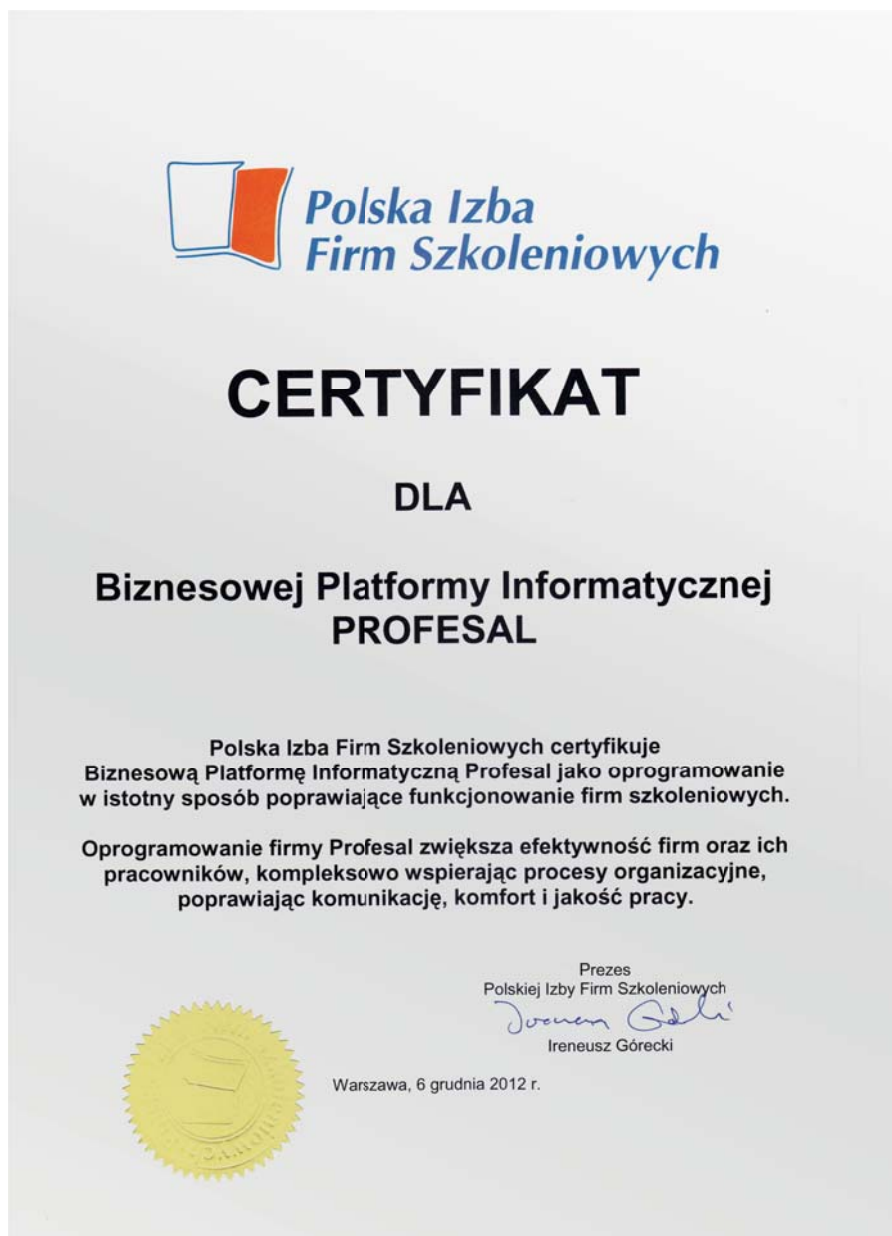 Polska Izba
Firm Szkoleniowych
CERTYFIKAT
DLA
Biznesowej Platformy Informatycznej
PROFESAL
Polska Izba Firm Szkoleniowych certyfikuje
Biznesową Platformę Informatyczną Profesal jako oprogramowanie
w istotny sposób poprawiające funkcjonowanie firm szkoleniowych.
Oprogramowanie firmy Profesal zwiększa efektywność firm oraz ich
pracowników, kompleksowo wspierając procesy organizacyjne,
poprawiając komunikację, komfort i jakość pracy.
Prezes
Polskiej Izby Firm Szkoleniowych
Ireneusz Górecki
Warszawa, 6 grudnia 2012 r.